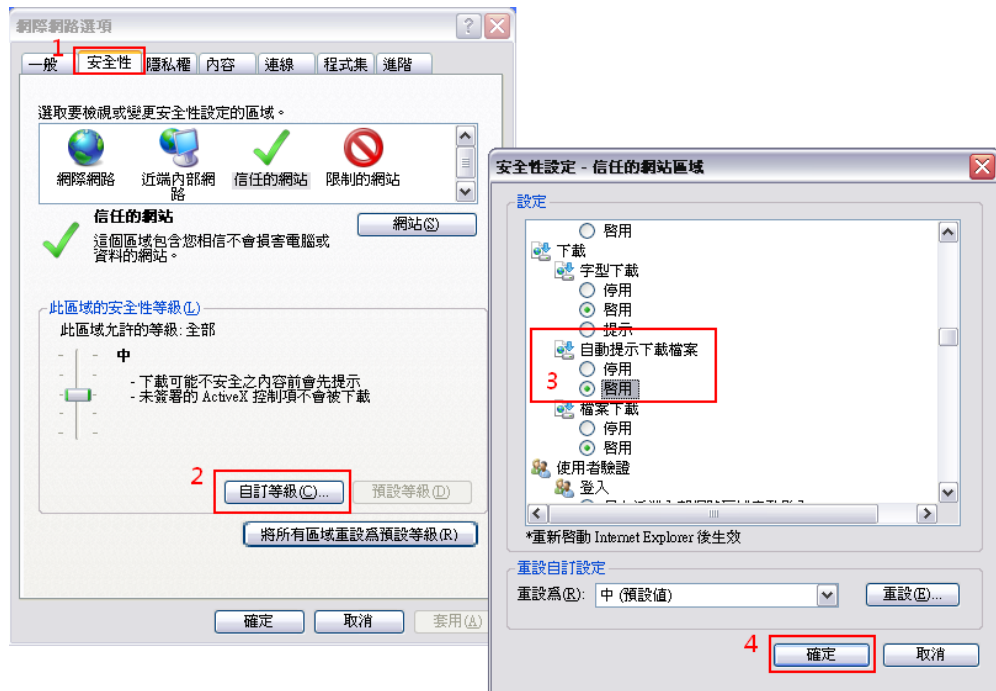 網際網路選項
1
一般 安全性 隱私權 內容 連線 程式集 進階
選取要檢視或變更安全性設定的區域。
網際網路 近端內部網路 信任的網站 限制的網站
信任的網站
網站(S)
這個區域包含您相信不會損害電腦或
資料的網站。
此區域的安全性等級(L)
此區域允許的等級: 全部
中
- 下載可能不安全之內容前會先提示
- 未簽署的 ActiveX 控制項不會被下載
2
自訂等級(C)... 預設等級(D)
將所有區域重設為預設等級(R)
確定 取消 套用(A)
安全性設定 - 信任的網站區域
設定
啓用
下載
字型下載
停用
啓用
提示
自動提示下載檔案
停用
3
啓用
檔案下載
停用
啓用
使用者驗證
登入
*重新啓動 Internet Explorer 後生效
重設自訂設定
重設為(R): 中 (預設值) 重設(E)...
4
確定 取消